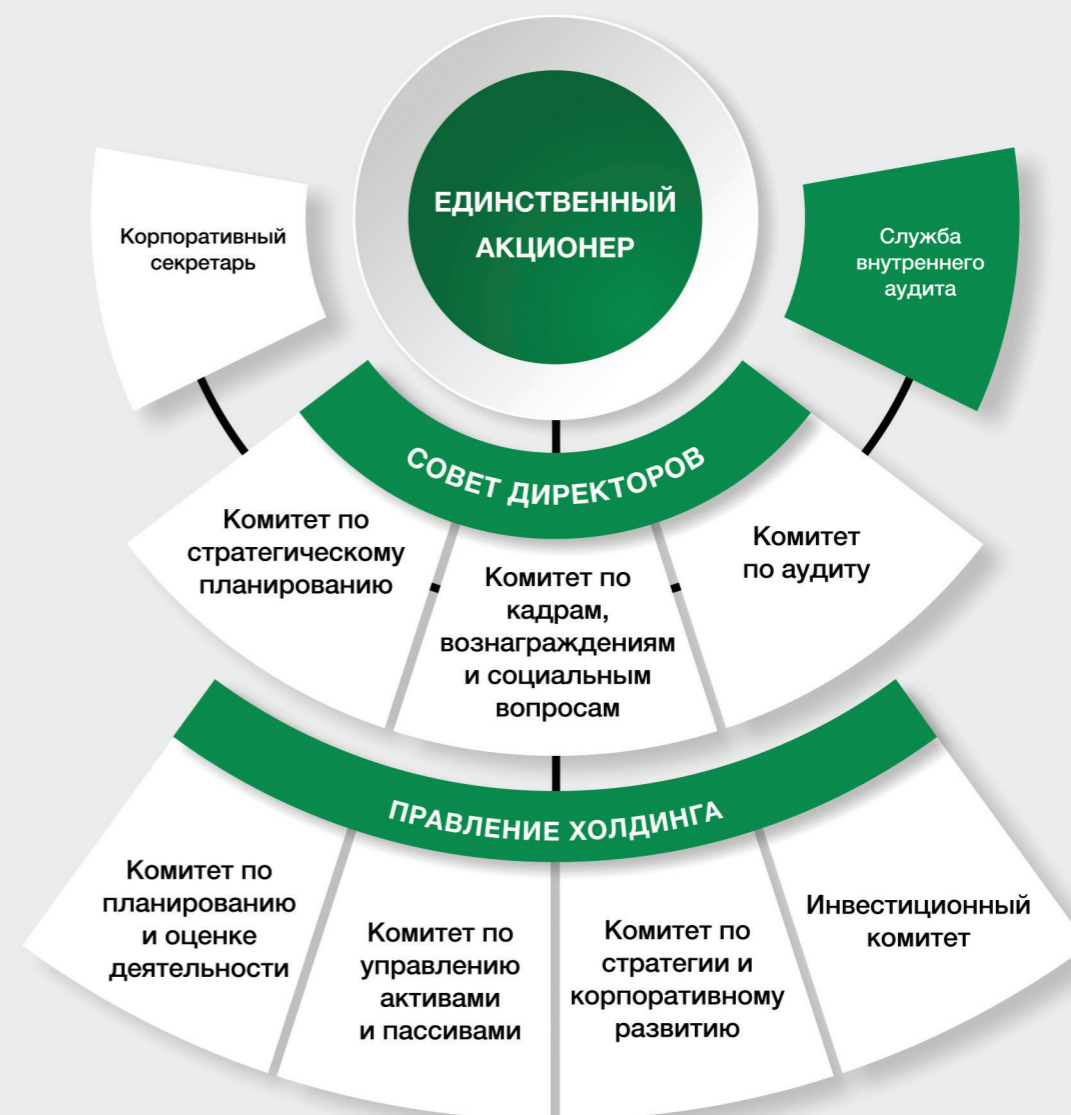 ЕДИНСТВЕННЫЙ
АКЦИОНЕР
Корпоративный
секретарь
Служба
внутреннего
аудита
СОВЕТ ДИРЕКТОРОВ
Комитет по
стратегическому
планированию
Комитет по
кадрам,
вознаграждениям
и социальным
вопросам
Комитет
по аудиту
ПРАВЛЕНИЕ ХОЛДИНГА
Комитет по
планированию
и оценке
деятельности
Комитет по
управлению
активами
и пассивами
Комитет по
стратегии и
корпоративному
развитию
Инвестиционный
комитет